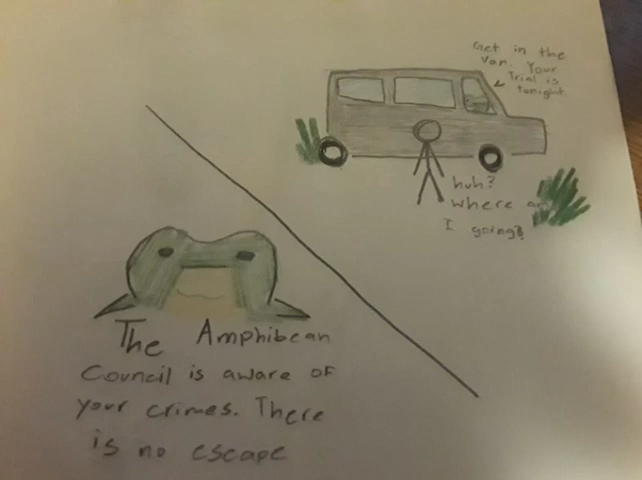 Get in the
Van. Your
Trial is
tonight.
huh?
where am
I going?
The Amphibean
Council is aware of
your crimes. There
is no escape